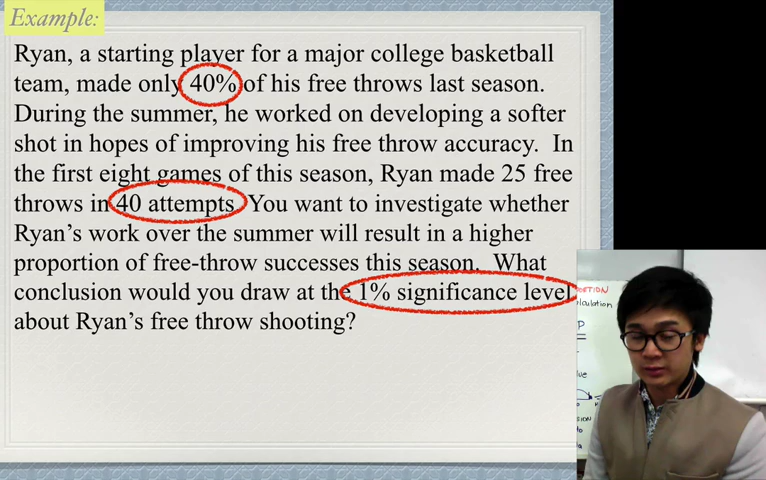 Example:
Ryan, a starting player for a major college basketball
team, made only 40% of his free throws last season.
During the summer, he worked on developing a softer
shot in hopes of improving his free throw accuracy. In
the first eight games of this season, Ryan made 25 free
throws in 40 attempts. You want to investigate whether
Ryan's work over the summer will result in a higher
proportion of free-throw successes this season. What
conclusion would you draw at the 1% significance level
about Ryan's free throw shooting?